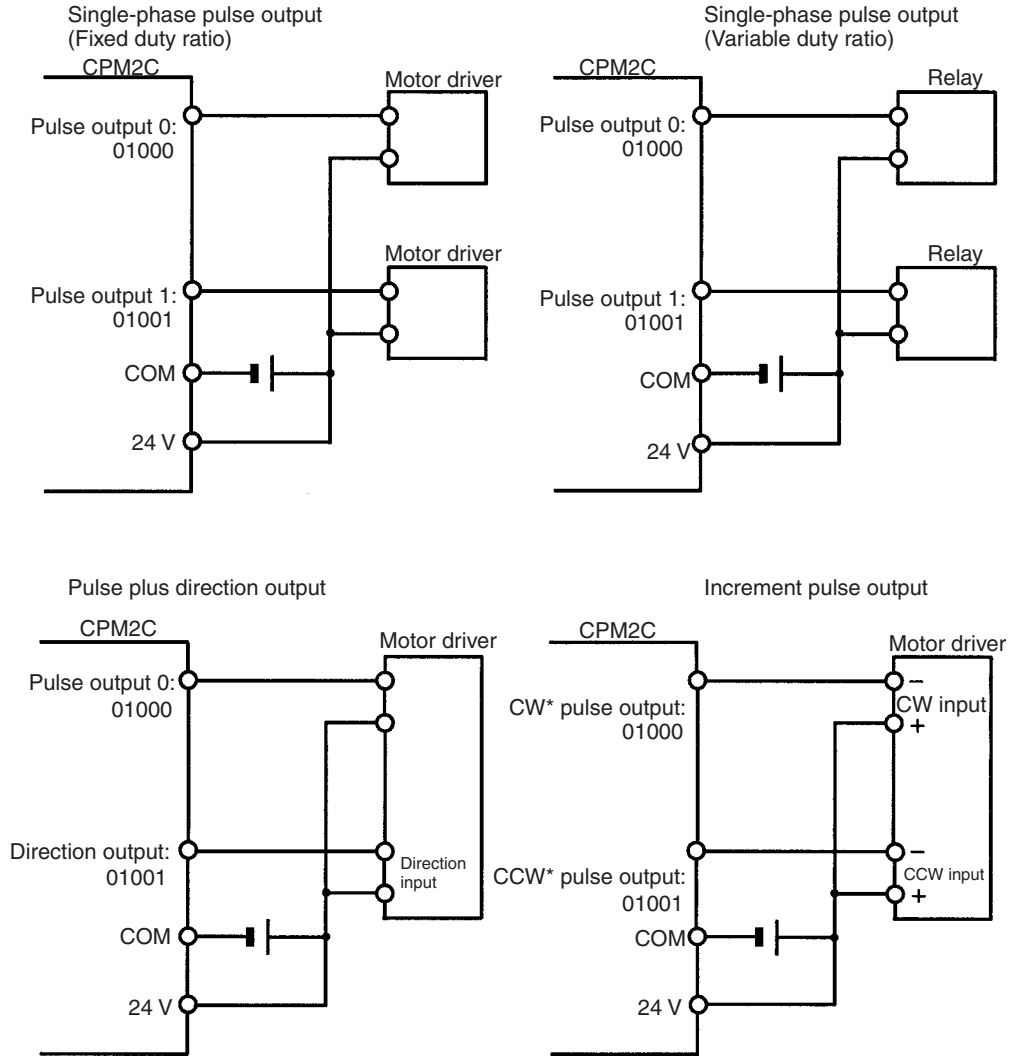 Single-phase pulse output
(Fixed duty ratio)
CPM2C
Motor driver
Pulse output 0:
01000
Motor driver
Pulse output 1:
01001
COM
24 V
Single-phase pulse output
(Variable duty ratio)
CPM2C
Relay
Pulse output 0:
01000
Relay
Pulse output 1:
01001
COM
24 V
Pulse plus direction output
CPM2C
Motor driver
Pulse output 0:
01000
Direction output:
01001
Direction
input
COM
24 V
Increment pulse output
CPM2C
Motor driver
−
CW input
CW* pulse output:
+
01000
−
CCW input
CCW* pulse output:
+
01001
COM
24 V